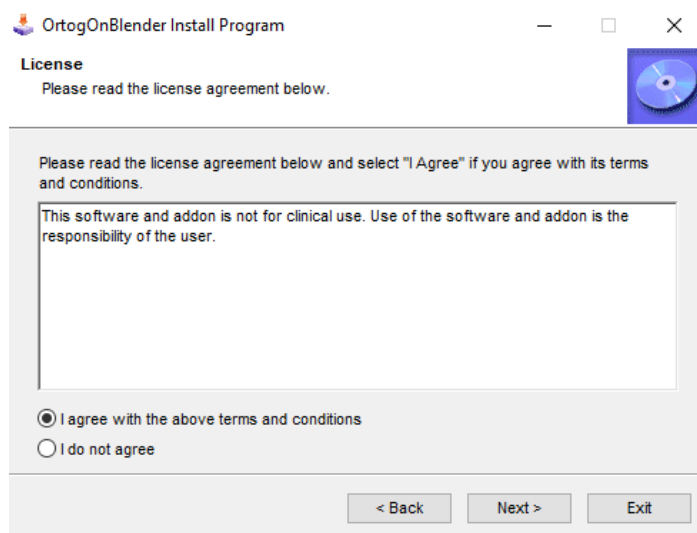 OrtogOnBlender Install Program
License
Please read the license agreement below.
Please read the license agreement below and select "I Agree" if you agree with its terms
and conditions.
This software and addon is not for clinical use. Use of the software and addon is the
responsibility of the user.
I agree with the above terms and conditions
I do not agree
< Back Next > Exit